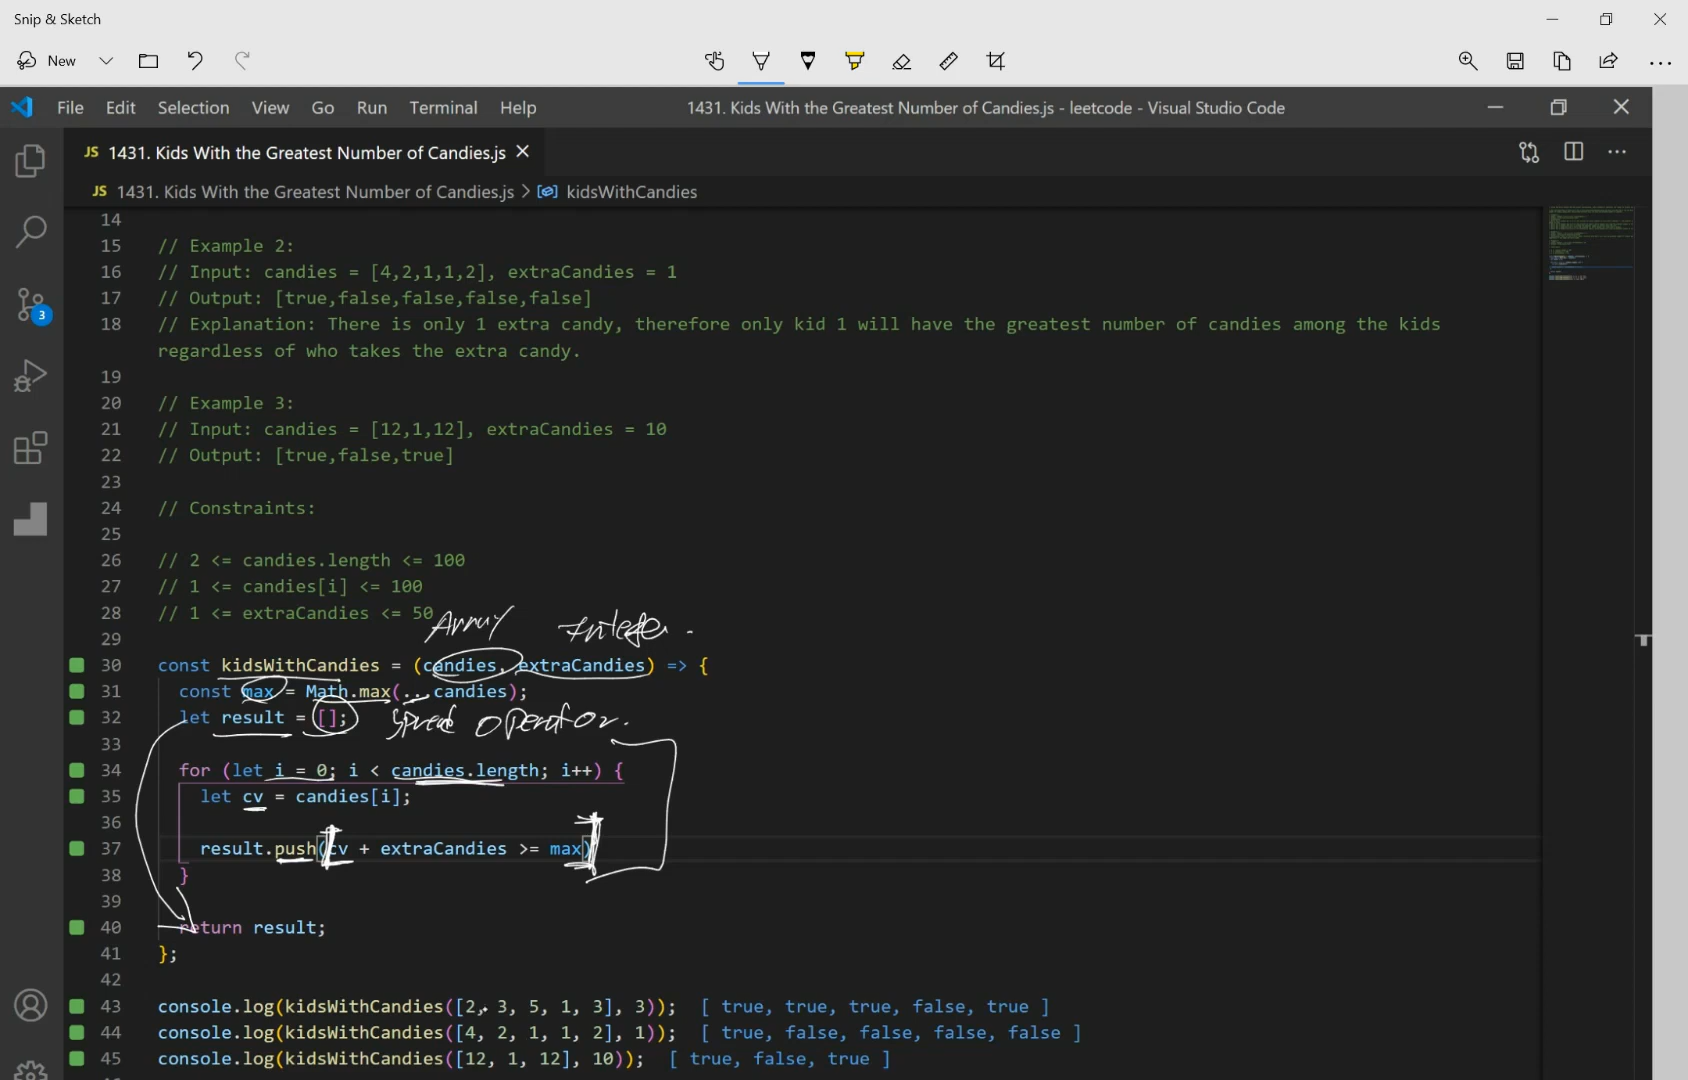 Snip & Sketch
New
File Edit Selection View Go Run Terminal Help
1431. Kids With the Greatest Number of Candies.js - leetcode - Visual Studio Code
JS 1431. Kids With the Greatest Number of Candies.js
JS 1431. Kids With the Greatest Number of Candies.js > kidsWithCandies
14
15 // Example 2:
16 // Input: candies = [4,2,1,1,2], extraCandies = 1
17 // Output: [true,false,false,false,false]
18 // Explanation: There is only 1 extra candy, therefore only kid 1 will have the greatest number of candies among the kids
regardless of who takes the extra candy.
19
20 // Example 3:
21 // Input: candies = [12,1,12], extraCandies = 10
22 // Output: [true,false,true]
23
24 // Constraints:
25
26 // 2 <= candies.length <= 100
27 // 1 <= candies[i] <= 100
28 // 1 <= extraCandies <= 50
Array Integer.
29
30 const kidsWithCandies = (candies, extraCandies) => {
31 const max = Math.max(...candies);
32 let result = []; Spread operator.
33
34 for (let i = 0; i < candies.length; i++) {
35 let cv = candies[i];
36
37 result.push(cv + extraCandies >= max)
38 }
39
40 return result;
41 };
42
43 console.log(kidsWithCandies([2, 3, 5, 1, 3], 3)); [ true, true, true, false, true ]
44 console.log(kidsWithCandies([4, 2, 1, 1, 2], 1)); [ true, false, false, false, false ]
45 console.log(kidsWithCandies([12, 1, 12], 10)); [ true, false, true ]
3